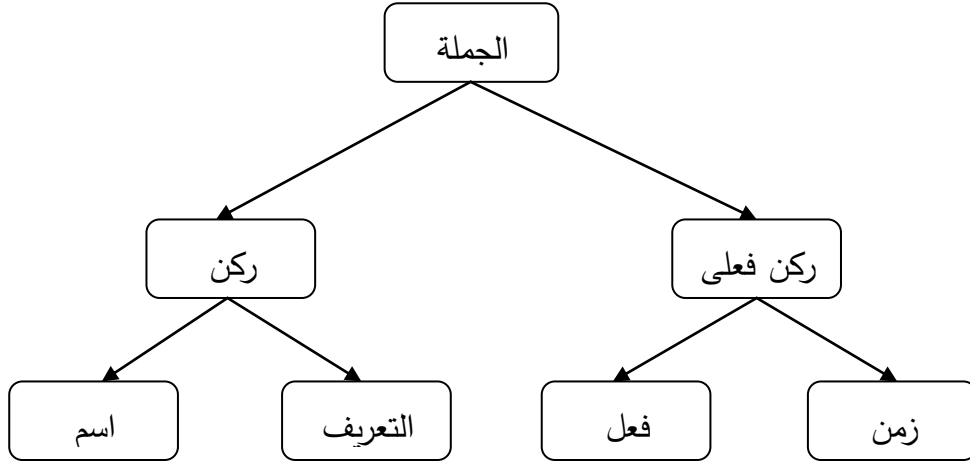 الجملة
ركن فعلى
ركن
زمن
فعل
التعريف
اسم